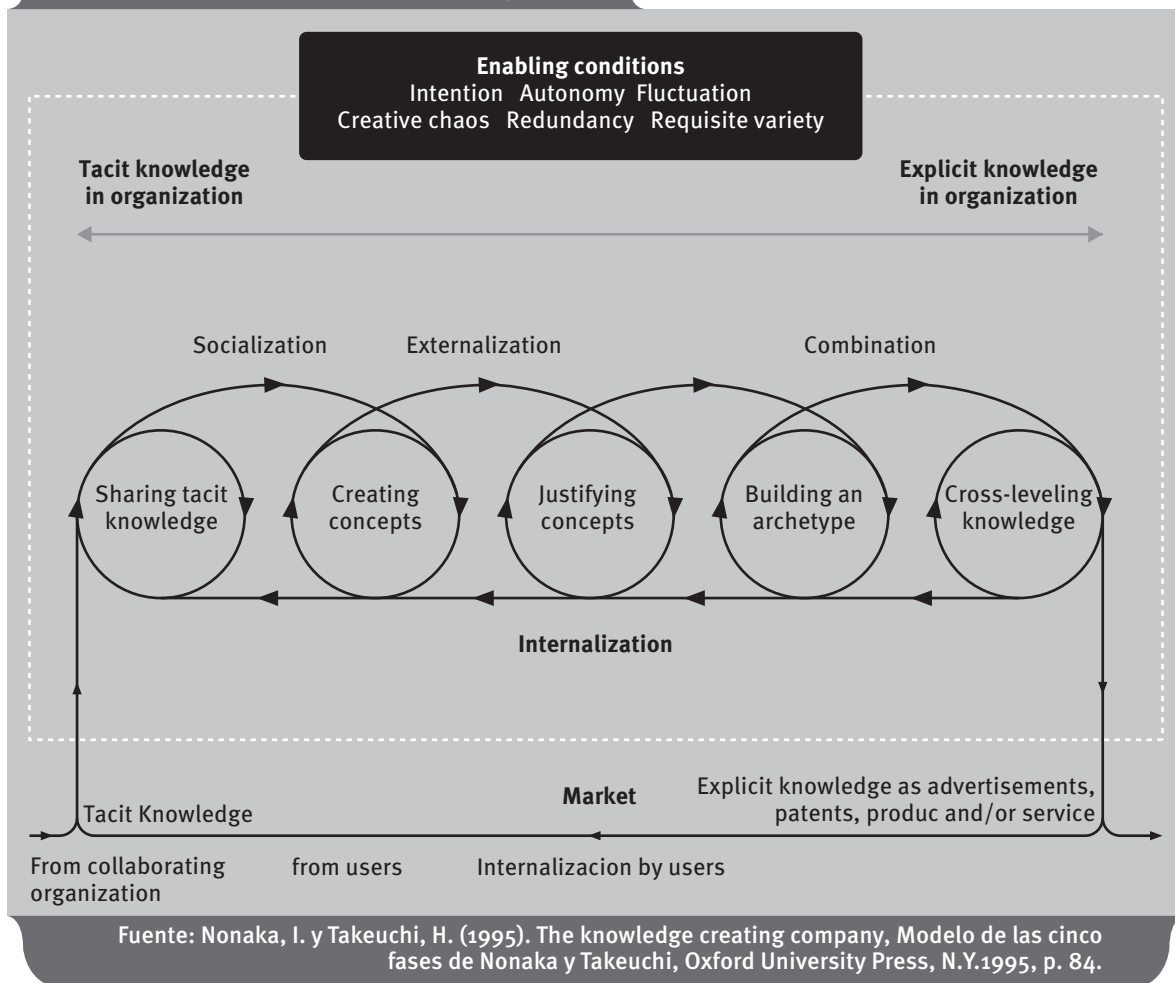 Enabling conditions
Intention Autonomy Fluctuation
Creative chaos Redundancy Requisite variety
Tacit knowledge
in organization
Explicit knowledge
in organization
Socialization
Externalization
Combination
Sharing tacit
knowledge
Creating
concepts
Justifying
concepts
Building an
archetype
Cross-leveling
knowledge
Internalization
Market
Tacit Knowledge
Explicit knowledge as advertisements,
patents, produc and/or service
From collaborating
organization
from users
Internalizacion by users
Fuente: Nonaka, I. y Takeuchi, H. (1995). The knowledge creating company, Modelo de las cinco
fases de Nonaka y Takeuchi, Oxford University Press, N.Y.1995, p. 84.